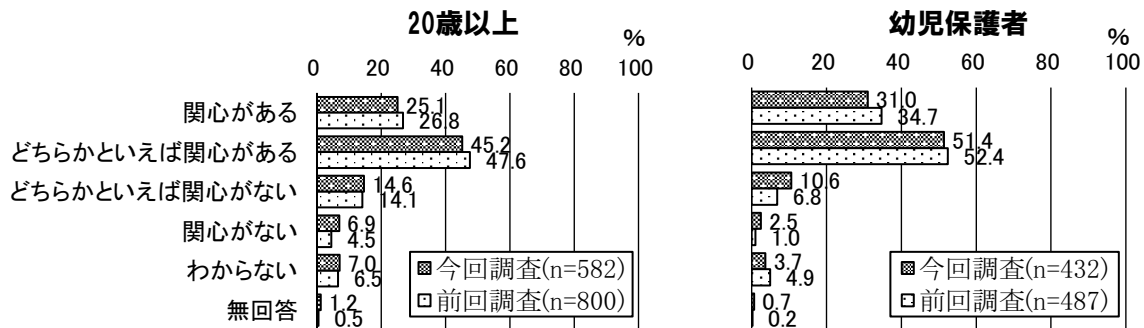 20歳以上
%
0 20 40 60 80 100
関心がある
25.1
26.8
どちらかといえば関心がある
45.2
47.6
どちらかといえば関心がない
14.6
14.1
関心がない
6.9
4.5
わからない
7.0
6.5
無回答
1.2
0.5
今回調査(n=582)
前回調査(n=800)
幼児保護者
%
0 20 40 60 80 100
31.0
34.7
51.4
52.4
10.6
6.8
2.5
1.0
3.7
4.9
0.7
0.2
今回調査(n=432)
前回調査(n=487)